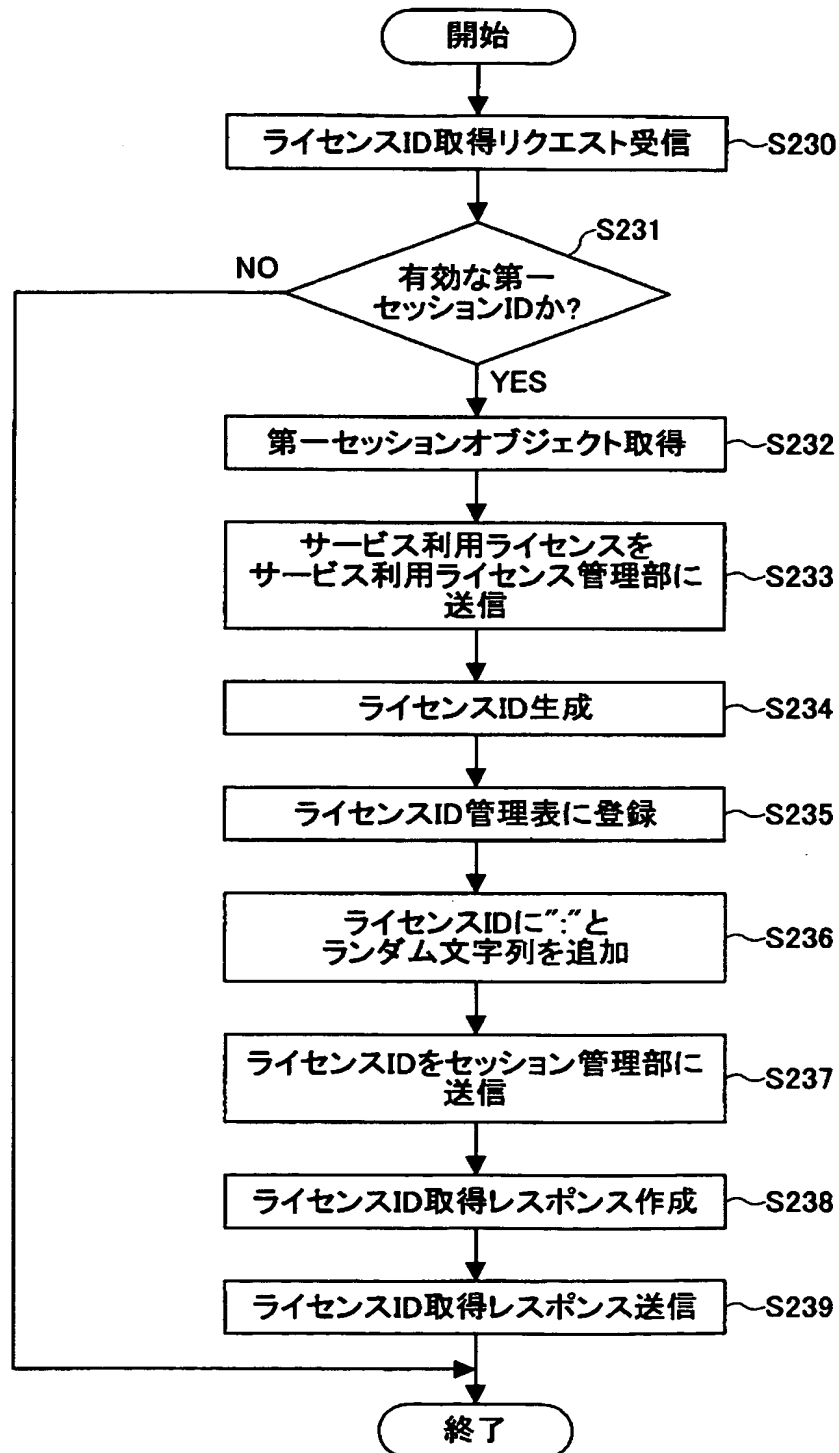 開始
ライセンスID取得リクエスト受信
S230
S231
有効な第一
セッションIDか?
NO
YES
第一セッションオブジェクト取得
S232
サービス利用ライセンスを
サービス利用ライセンス管理部に
送信
S233
ライセンスID生成
S234
ライセンスID管理表に登録
S235
ライセンスIDに":"と
ランダム文字列を追加
S236
ライセンスIDをセッション管理部に
送信
S237
ライセンスID取得レスポンス作成
S238
ライセンスID取得レスポンス送信
S239
終了